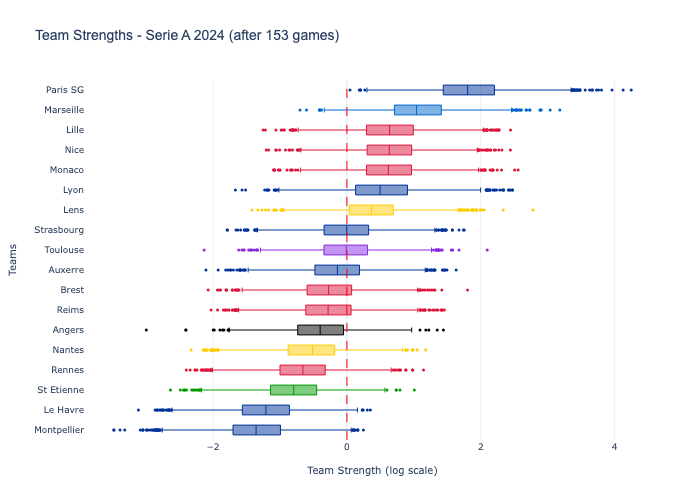 Team Strengths - Serie A 2024 (after 153 games)
Paris SG
Marseille
Lille
Nice
Monaco
Lyon
Lens
Strasbourg
Toulouse
Auxerre
Brest
Reims
Angers
Nantes
Rennes
St Etienne
Le Havre
Montpellier
Teams
−2 0 2 4
Team Strength (log scale)